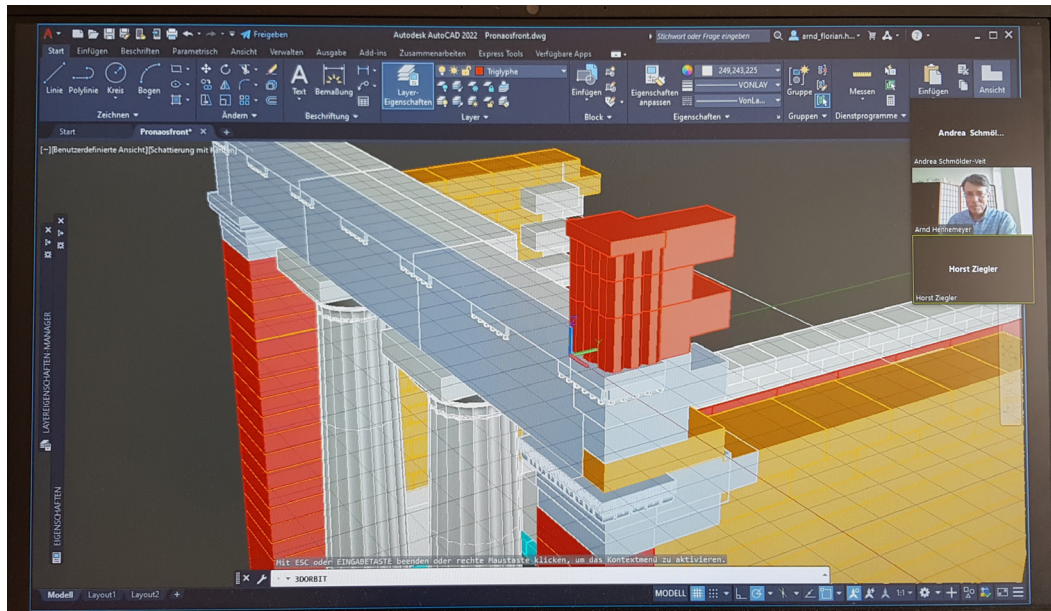 Freigeben
Autodesk AutoCAD 2022 Pronaosfront.dwg
Stichwort oder Frage eingeben
arnd_florian.h...
Start Einfügen Beschriften Parametrisch Ansicht Verwalten Ausgabe Add-ins Zusammenarbeiten Express Tools Verfügbare Apps
Linie Polylinie Kreis Bogen
Text Bemaßung
Layer-
Eigenschaften
Triglyphe
Einfügen
Eigenschaften
anpassen
249,243,225
VONLAY
VonLa...
Gruppe
Messen
Einfügen
Ansicht
Zeichnen Ändern Beschriftung Layer Block Eigenschaften Gruppen Dienstprogramme
Start Pronaosfront* +
[−][Benutzerdefinierte Ansicht][Schattierung mit Kanten]
Andrea Schmöl...
Andrea Schmölder-Veit
Arnd Hennemeyer
Horst Ziegler
Horst Ziegler
LAYEREIGENSCHAFTEN-MANAGER
EIGENSCHAFTEN
Mit ESC oder EINGABETASTE beenden oder rechte Maustaste klicken, um das Kontextmenü zu aktivieren.
3DORBIT
Modell Layout1 Layout2 +
MODELL
1:1